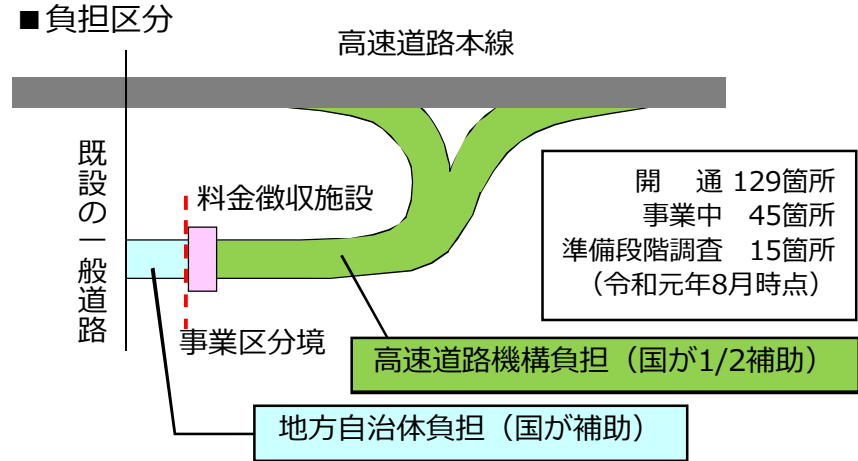 ■負担区分
高速道路本線
既設の一般道路
料金徴収施設
開　通 129箇所
事業中　45箇所
準備段階調査　15箇所
（令和元年8月時点）
事業区分境
高速道路機構負担（国が1/2補助）
地方自治体負担（国が補助）